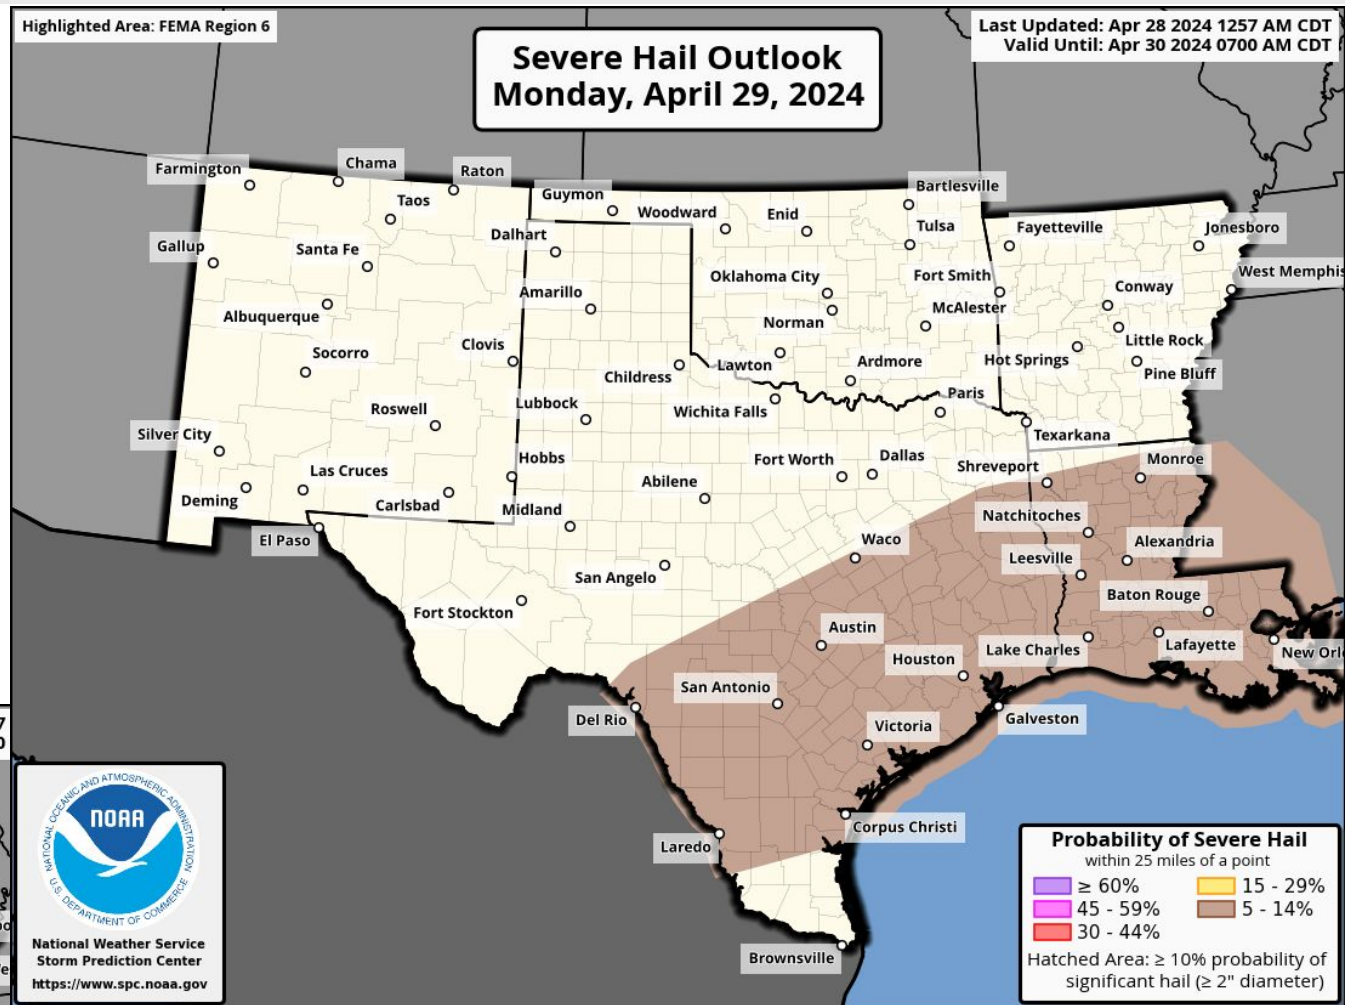 Highlighted Area: FEMA Region 6
Severe Hail Outlook
Monday, April 29, 2024
Last Updated: Apr 28 2024 1257 AM CDT
Valid Until: Apr 30 2024 0700 AM CDT
Farmington
Chama
Raton
Taos
Guymon
Woodward
Enid
Bartlesville
Gallup
Santa Fe
Dalhart
Tulsa
Fayetteville
Jonesboro
Albuquerque
Amarillo
Oklahoma City
Fort Smith
Conway
West Memphis
Norman
McAlester
Socorro
Clovis
Childress
Lawton
Ardmore
Hot Springs
Little Rock
Pine Bluff
Roswell
Lubbock
Wichita Falls
Paris
Texarkana
Silver City
Las Cruces
Hobbs
Abilene
Fort Worth
Dallas
Shreveport
Monroe
Deming
Carlsbad
Midland
Natchitoches
El Paso
San Angelo
Waco
Leesville
Alexandria
Fort Stockton
Austin
Baton Rouge
Houston
Lake Charles
Lafayette
New Orl
Del Rio
San Antonio
Victoria
Galveston
Laredo
Corpus Christi
Brownsville
7
0
NATIONAL OCEANIC AND ATMOSPHERIC ADMINISTRATION
NOAA
U.S. DEPARTMENT OF COMMERCE
National Weather Service
Storm Prediction Center
https://www.spc.noaa.gov
Probability of Severe Hail
within 25 miles of a point
≥ 60%
15 - 29%
45 - 59%
5 - 14%
30 - 44%
Hatched Area: ≥ 10% probability of
significant hail (≥ 2" diameter)